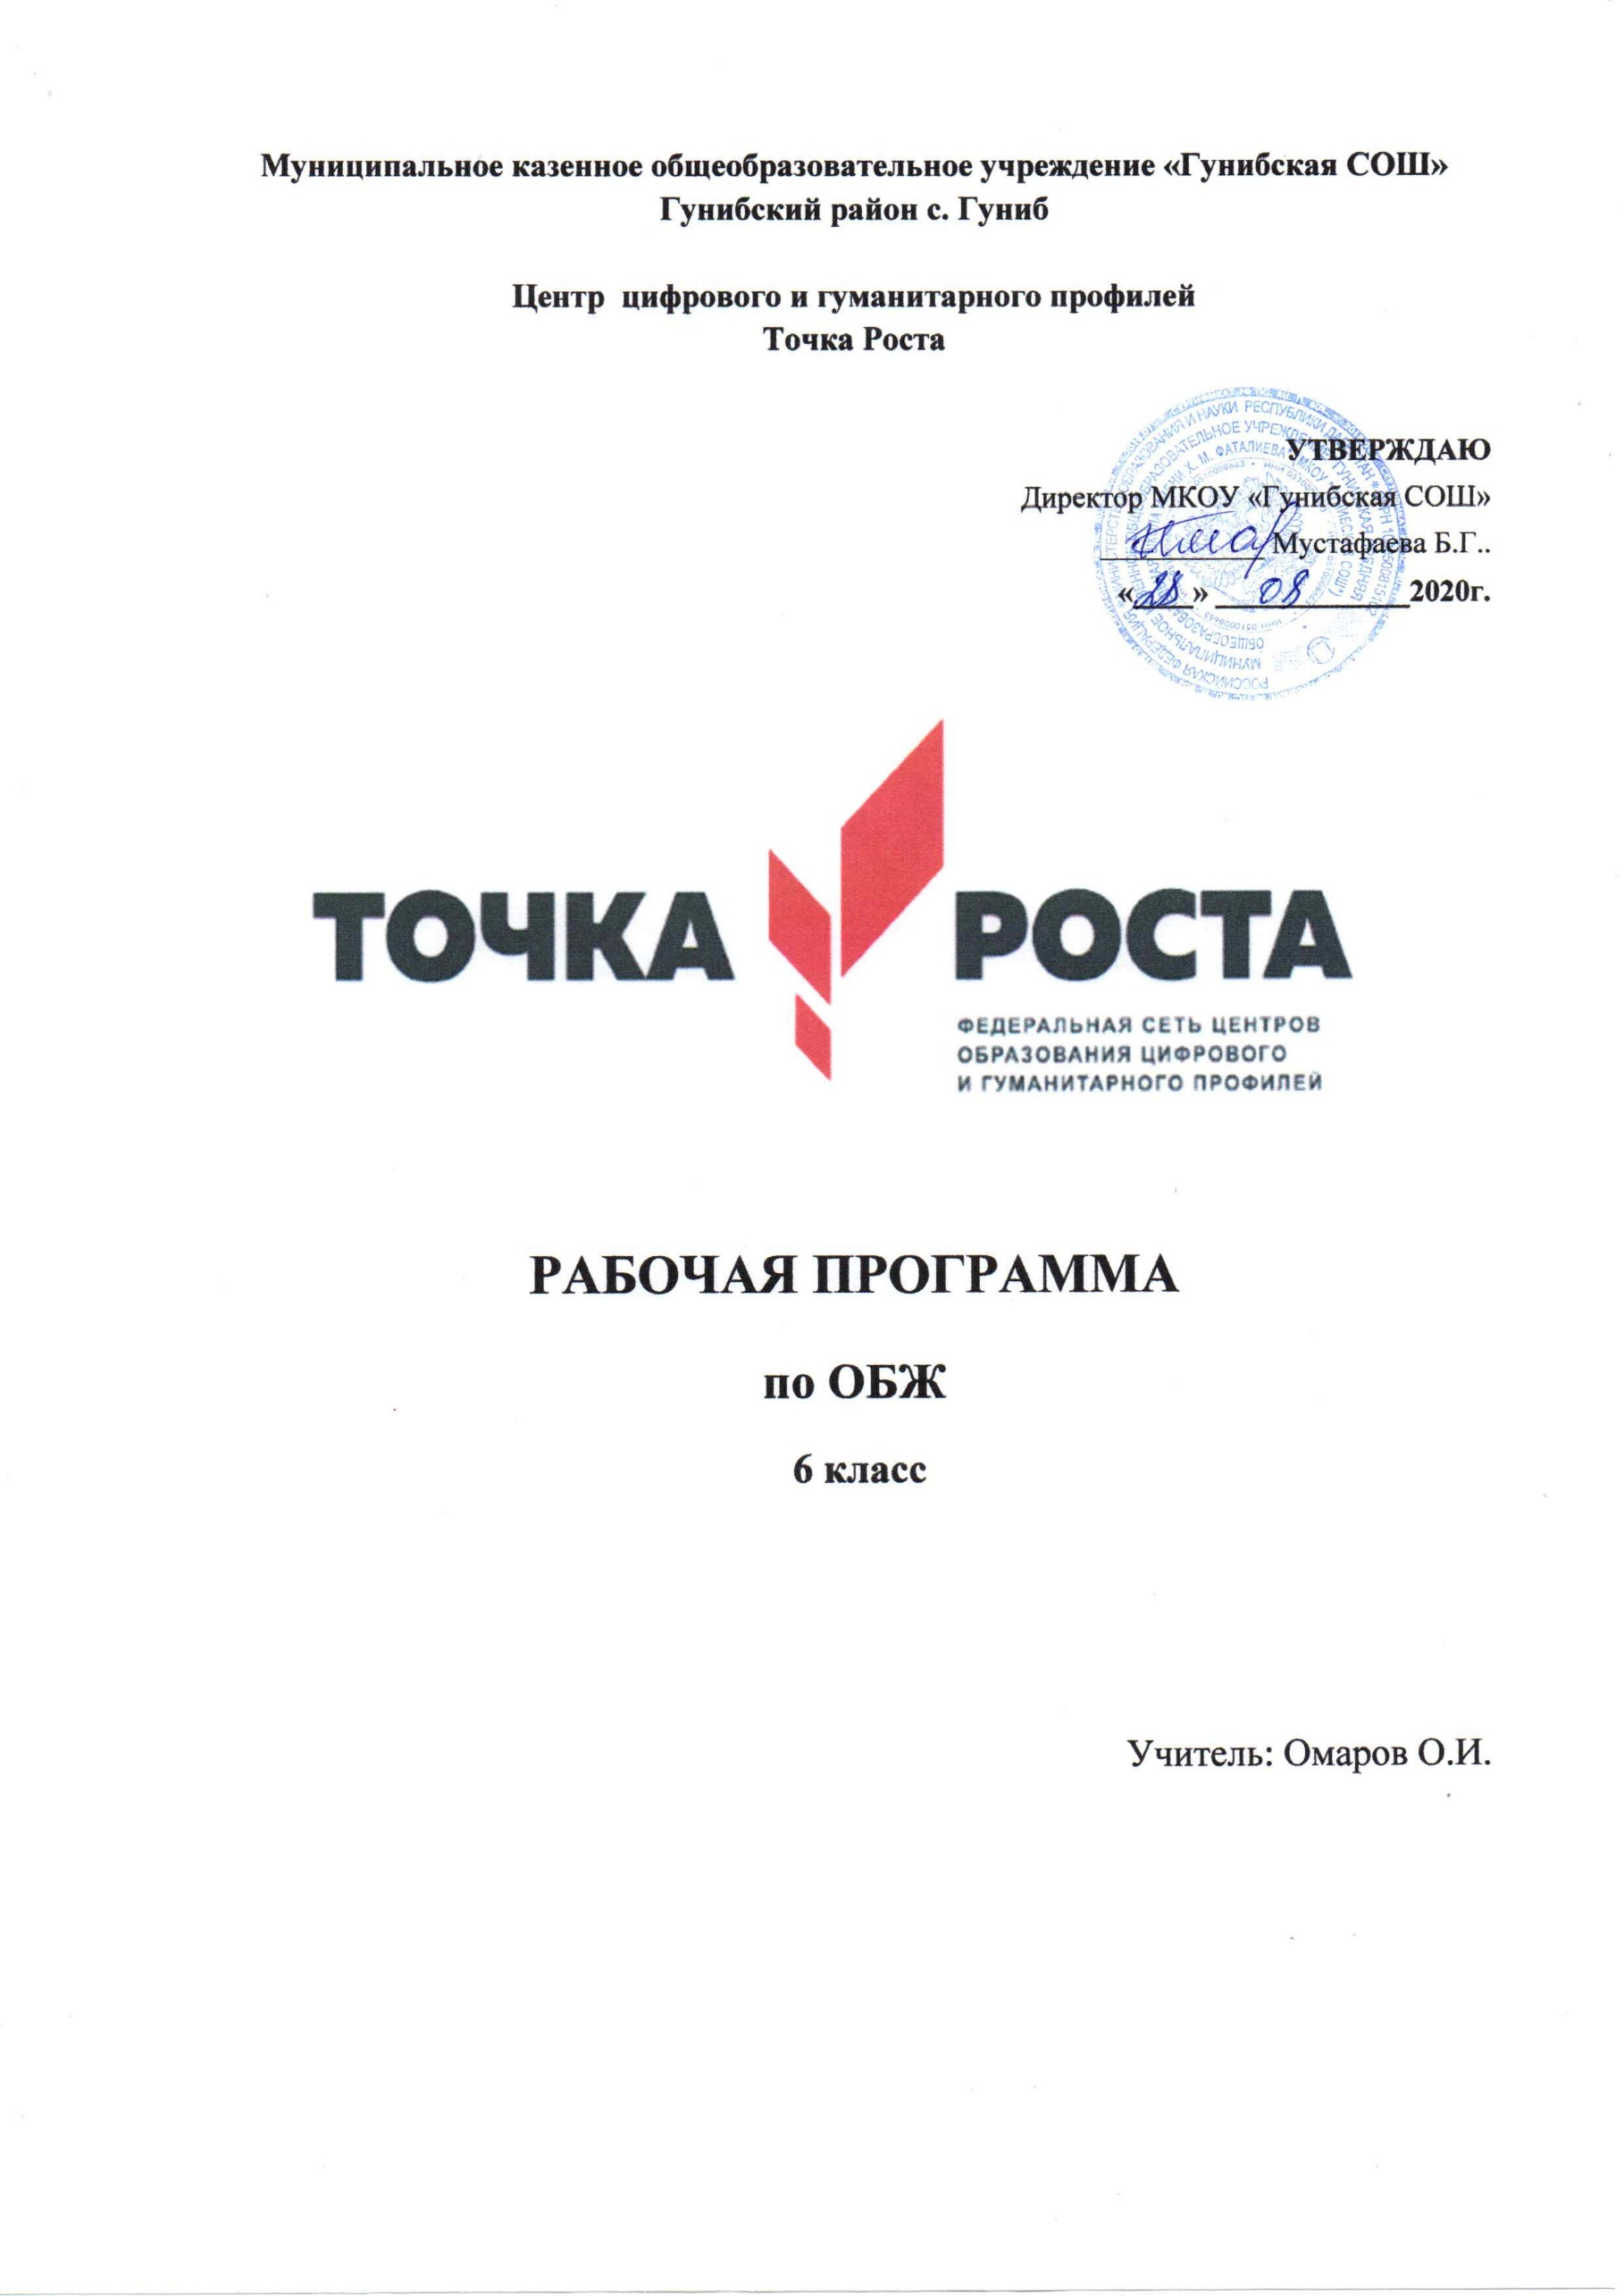 Муниципальное казенное общеобразовательное учреждение «Гунибская СОШ»
Гунибский район с. Гуниб
Центр цифрового и гуманитарного профилей
Точка Роста
УТВЕРЖДАЮ
Директор МКОУ «Гунибская СОШ»
Мустафаева Б.Г..
«28» 08 2020г.
ТОЧКА РОСТА
ФЕДЕРАЛЬНАЯ СЕТЬ ЦЕНТРОВ
ОБРАЗОВАНИЯ ЦИФРОВОГО
И ГУМАНИТАРНОГО ПРОФИЛЕЙ
РАБОЧАЯ ПРОГРАММА
по ОБЖ
6 класс
Учитель: Омаров О.И.